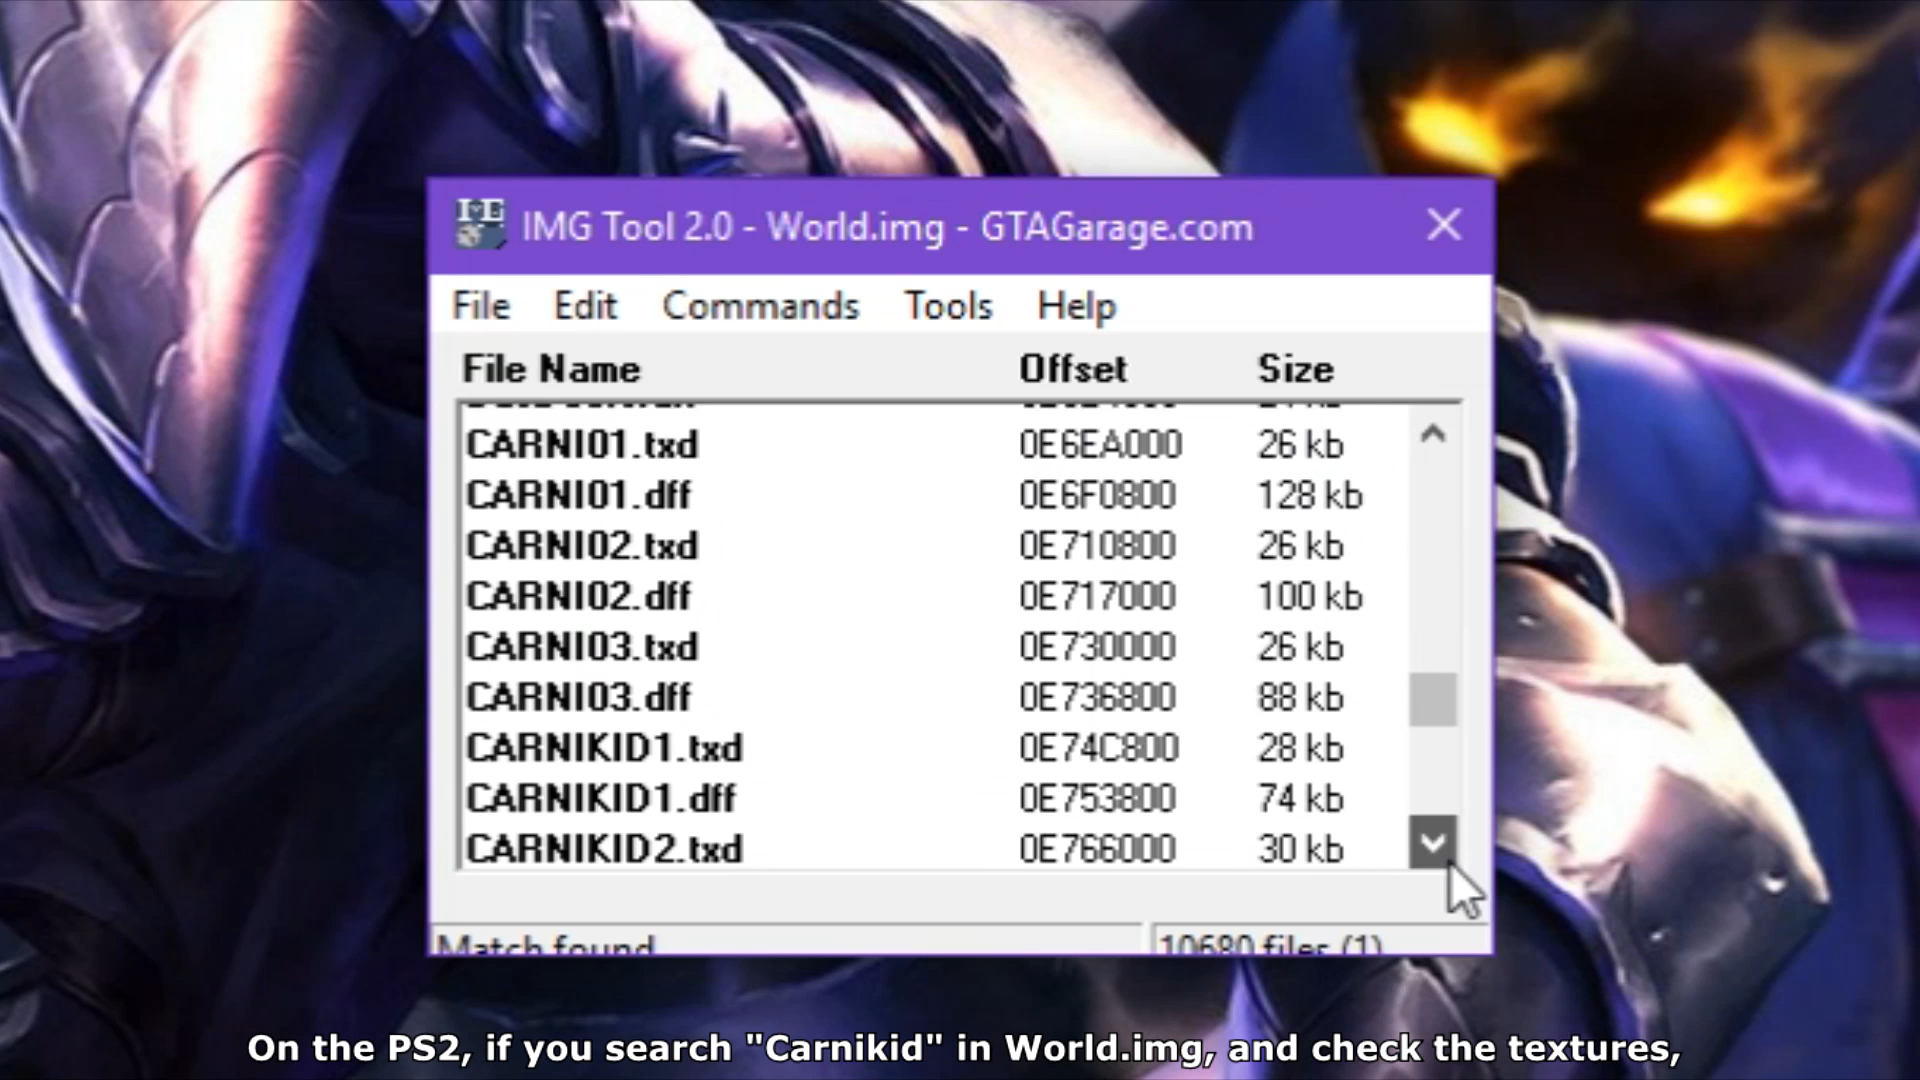 IMG Tool 2.0 - World.img - GTAGarage.com
File Edit Commands Tools Help
File Name Offset Size
CARNI01.txd 0E6EA000 26 kb
CARNI01.dff 0E6F0800 128 kb
CARNI02.txd 0E710800 26 kb
CARNI02.dff 0E717000 100 kb
CARNI03.txd 0E730000 26 kb
CARNI03.dff 0E736800 88 kb
CARNIKID1.txd 0E74C800 28 kb
CARNIKID1.dff 0E753800 74 kb
CARNIKID2.txd 0E766000 30 kb
Match found 10680 files (1)
On the PS2, if you search "Carnikid" in World.img, and check the textures,